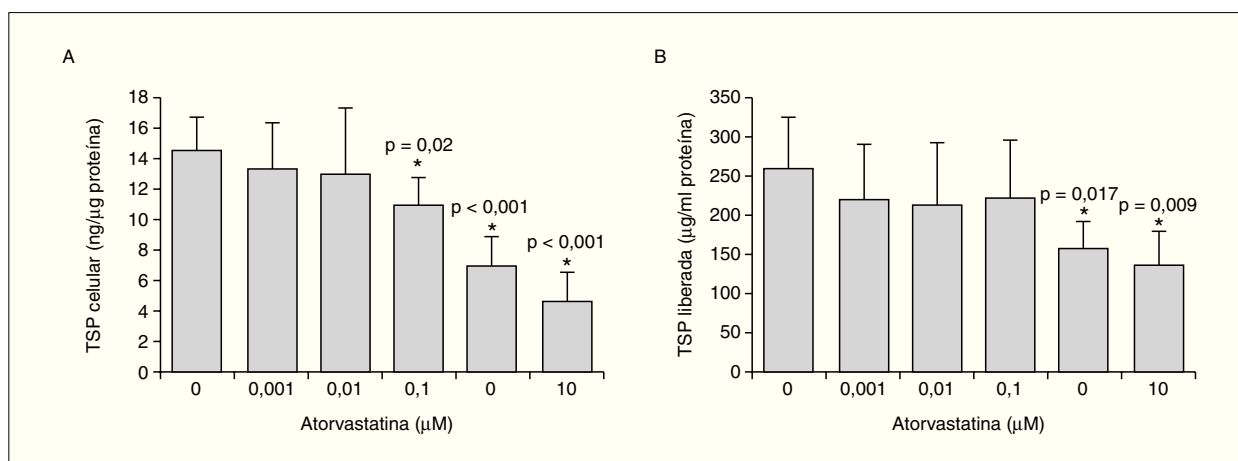 A
TSP celular (ng/μg proteína)
18
16
14
12
10
8
6
4
2
0
p = 0,02
*
p < 0,001
*
p < 0,001
*
0 0,001 0,01 0,1 0 10
Atorvastatina (μM)
B
TSP liberada (μg/ml proteína)
350
300
250
200
150
100
50
0
p = 0,017
*
p = 0,009
*
0 0,001 0,01 0,1 0 10
Atorvastatina (μM)